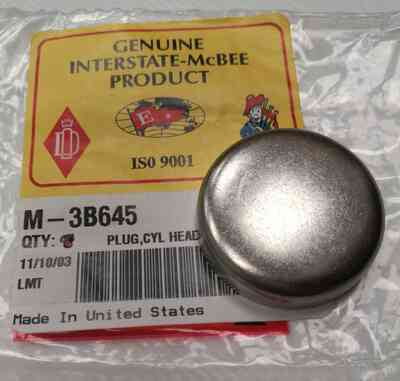 GENUINE
INTERSTATE-McBEE
PRODUCT
E
ISO 9001
M-3B645
QTY:
PLUG,CYL HEAD
11/10/03
LMT
Made In United States